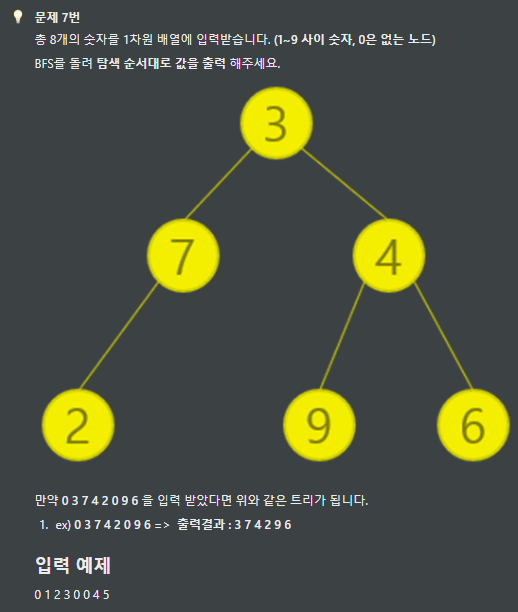 문제 7번
총 8개의 숫자를 1차원 배열에 입력받습니다. (1~9 사이 숫자, 0은 없는 노드)
BFS를 돌려 탐색 순서대로 값을 출력 해주세요.
3
7 4
2 9 6
만약 0 3 7 4 2 0 9 6 을 입력 받았다면 위와 같은 트리가 됩니다.
1. ex) 0 3 7 4 2 0 9 6 => 출력결과 : 3 7 4 2 9 6
입력 예제
0 1 2 3 0 0 4 5